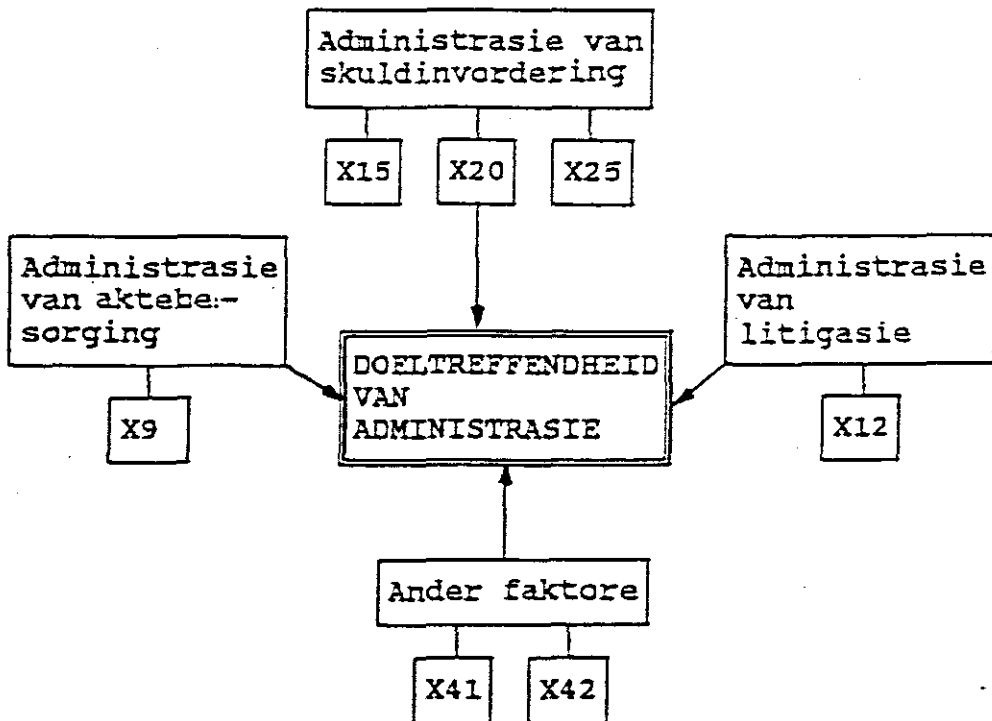 Administrasie van
skuldinvordering
X15
X20
X25
Administrasie
van aktebe-
sorging
X9
Administrasie
van
litigasie
X12
DOELTREFFENDHEID
VAN
ADMINISTRASIE
Ander faktore
X41
X42